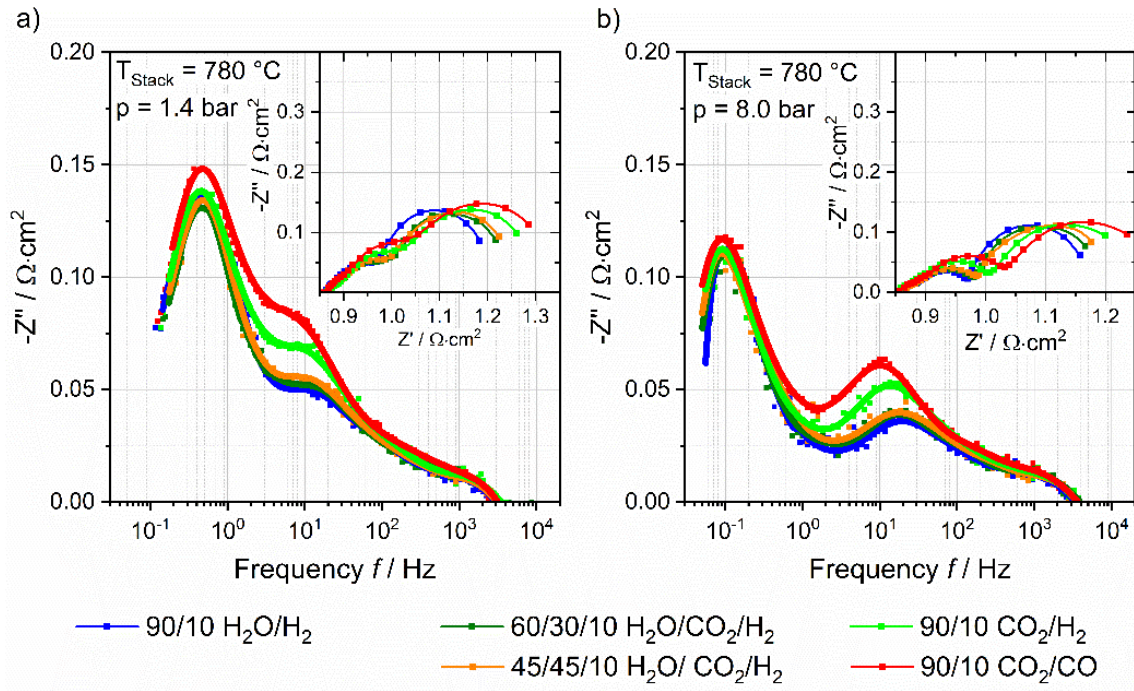 a)
T_Stack = 780 °C
p = 1.4 bar
-Z'' / Ω·cm²
0.20
0.15
0.10
0.05
0.00
10⁻¹ 10⁰ 10¹ 10² 10³ 10⁴
Frequency f / Hz
-Z'' / Ω·cm²
0.3
0.2
0.1
0.0
0.9 1.0 1.1 1.2 1.3
Z' / Ω·cm²
b)
T_Stack = 780 °C
p = 8.0 bar
-Z'' / Ω·cm²
0.20
0.15
0.10
0.05
0.00
10⁻¹ 10⁰ 10¹ 10² 10³ 10⁴
Frequency f / Hz
-Z'' / Ω·cm²
0.3
0.2
0.1
0.0
0.9 1.0 1.1 1.2
Z' / Ω·cm²
90/10 H₂O/H₂
60/30/10 H₂O/CO₂/H₂
90/10 CO₂/H₂
45/45/10 H₂O/ CO₂/H₂
90/10 CO₂/CO